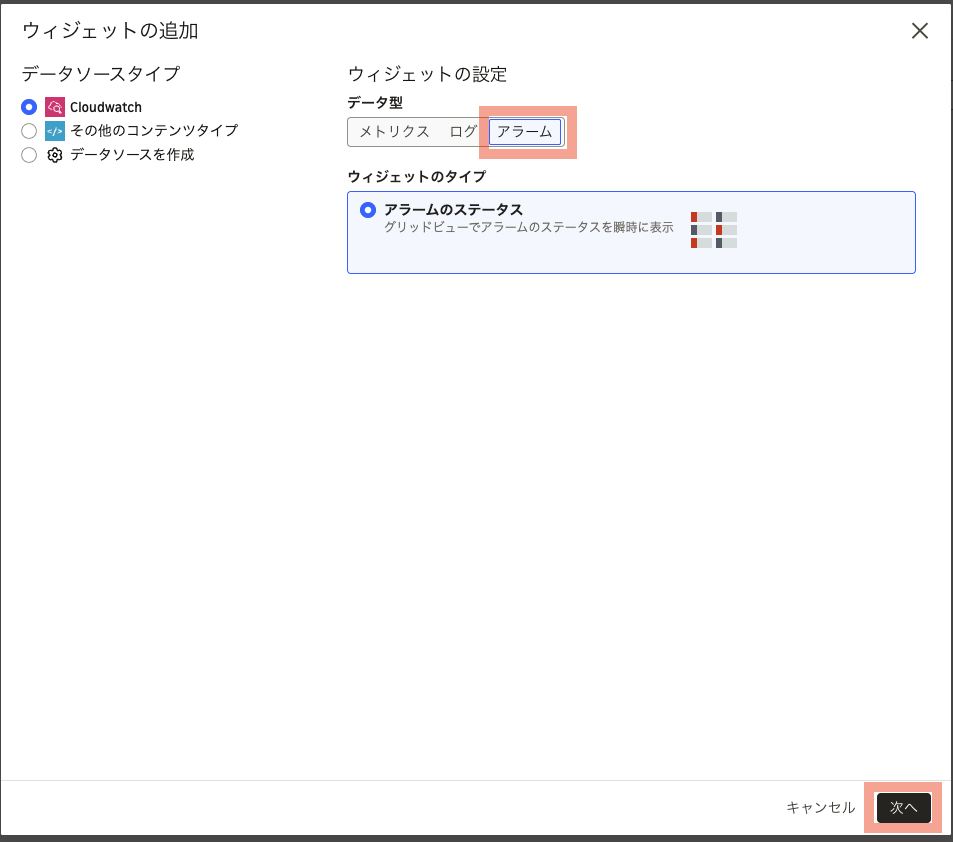 ウィジェットの追加
データソースタイプ
Cloudwatch
その他のコンテンツタイプ
データソースを作成
ウィジェットの設定
データ型
メトリクス ログ アラーム
ウィジェットのタイプ
アラームのステータス
グリッドビューでアラームのステータスを瞬時に表示
キャンセル 次へ